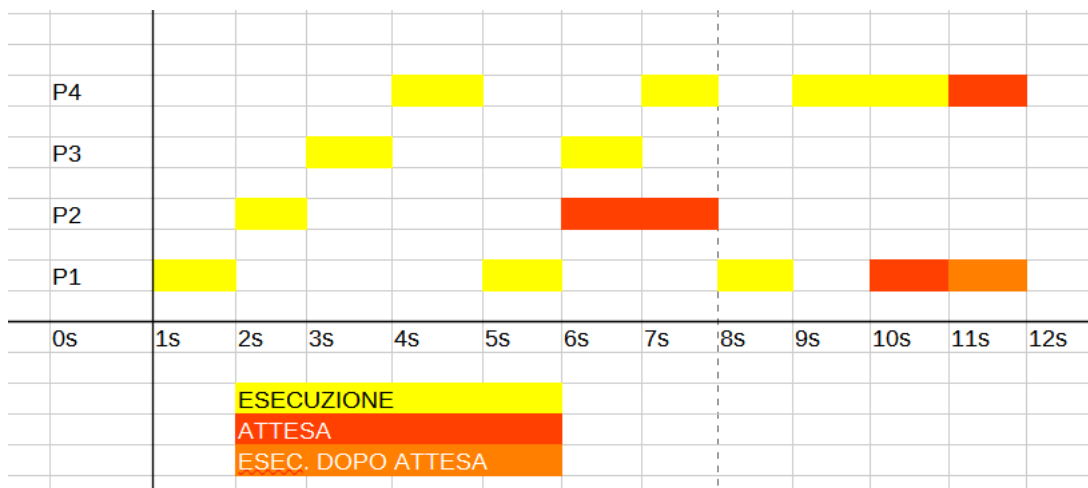 P4
P3
P2
P1
0s 1s 2s 3s 4s 5s 6s 7s 8s 9s 10s 11s 12s
ESECUZIONE
ATTESA
ESEC. DOPO ATTESA